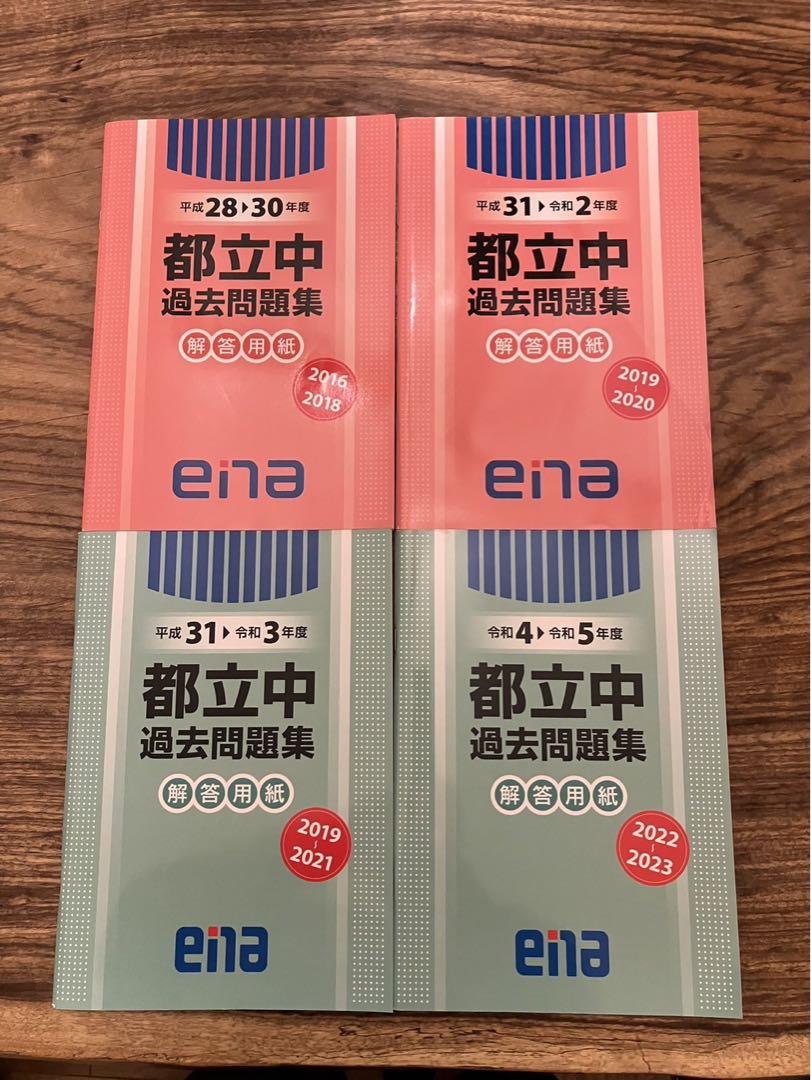 平成28▶30年度
都立中
過去問題集
解答用紙
2016
~
2018
ena
平成31▶令和2年度
都立中
過去問題集
解答用紙
2019
~
2020
ena
平成31▶令和3年度
都立中
過去問題集
解答用紙
2019
~
2021
ena
令和4▶令和5年度
都立中
過去問題集
解答用紙
2022
~
2023
ena